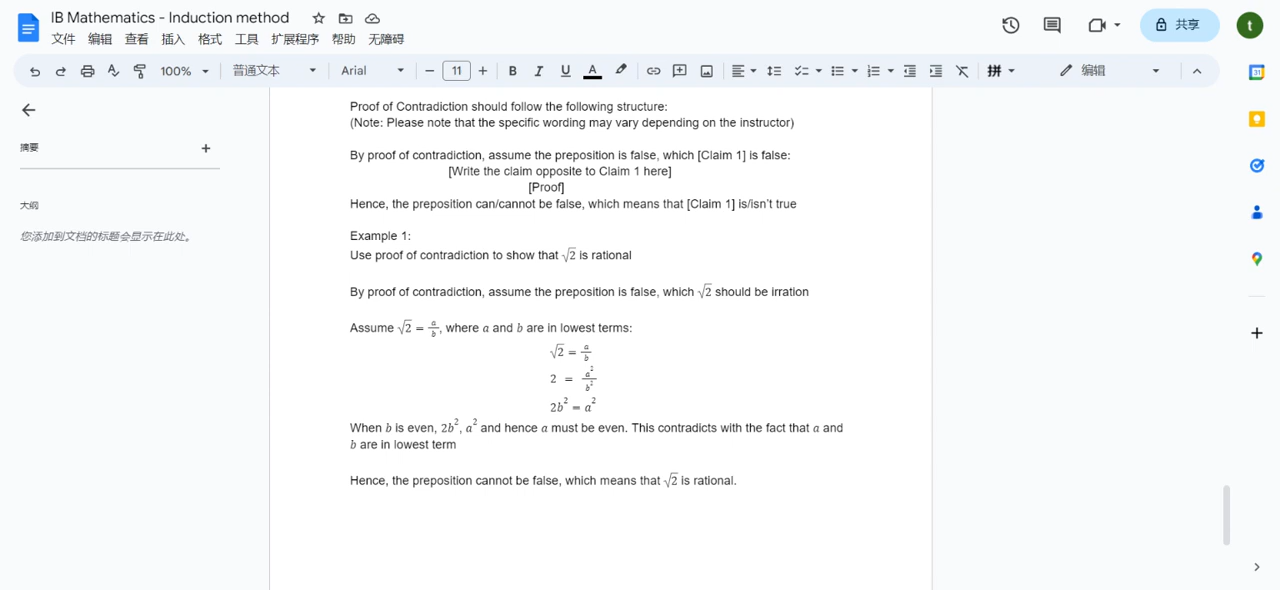 IB Mathematics - Induction method
文件 编辑 查看 插入 格式 工具 扩展程序 帮助 无障碍
共享
t
100% 普通文本 Arial 11 B I U A 拼 编辑
31
摘要
大纲
您添加到文档的标题会显示在此处。
Proof of Contradiction should follow the following structure:
(Note: Please note that the specific wording may vary depending on the instructor)
By proof of contradiction, assume the preposition is false, which [Claim 1] is false:
[Write the claim opposite to Claim 1 here]
[Proof]
Hence, the preposition can/cannot be false, which means that [Claim 1] is/isn't true
Example 1:
Use proof of contradiction to show that √2 is rational
By proof of contradiction, assume the preposition is false, which √2 should be irration
Assume √2 = a/b, where a and b are in lowest terms:
√2 = a/b
2 = a²/b²
2b² = a²
When b is even, 2b², a² and hence a must be even. This contradicts with the fact that a and
b are in lowest term
Hence, the preposition cannot be false, which means that √2 is rational.